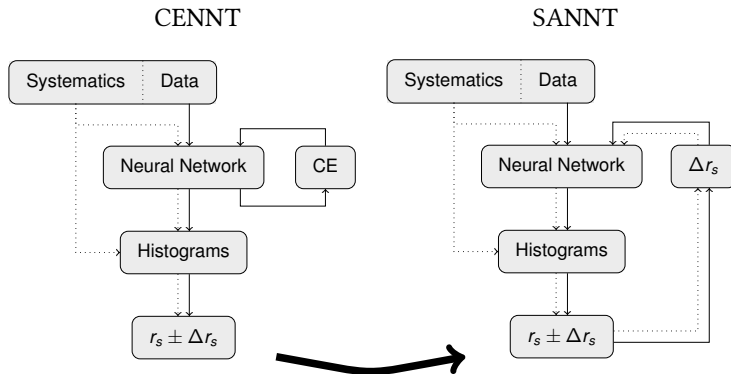 CENNT
Systematics Data
Neural Network
CE
Histograms
r_s ± Δr_s
SANNT
Systematics Data
Neural Network
Δr_s
Histograms
r_s ± Δr_s